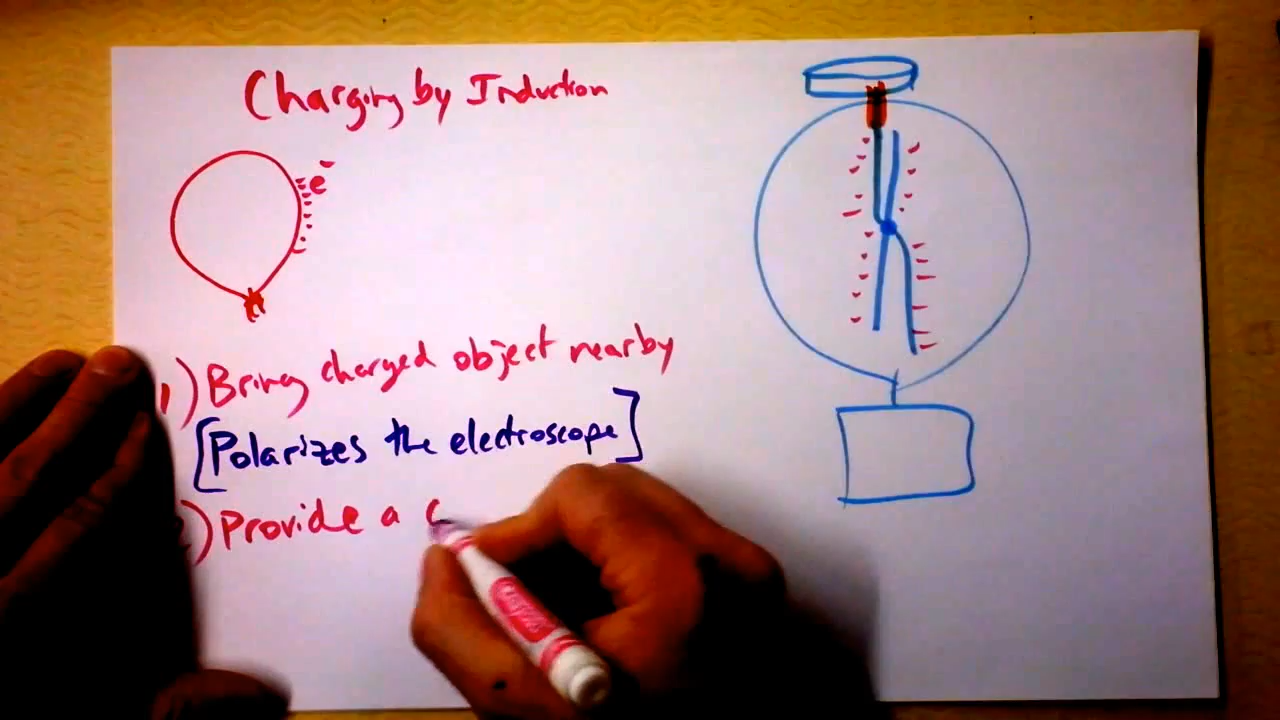 Charging by Induction
e⁻
1) Bring charged object nearby
[Polarizes the electroscope]
2) Provide a